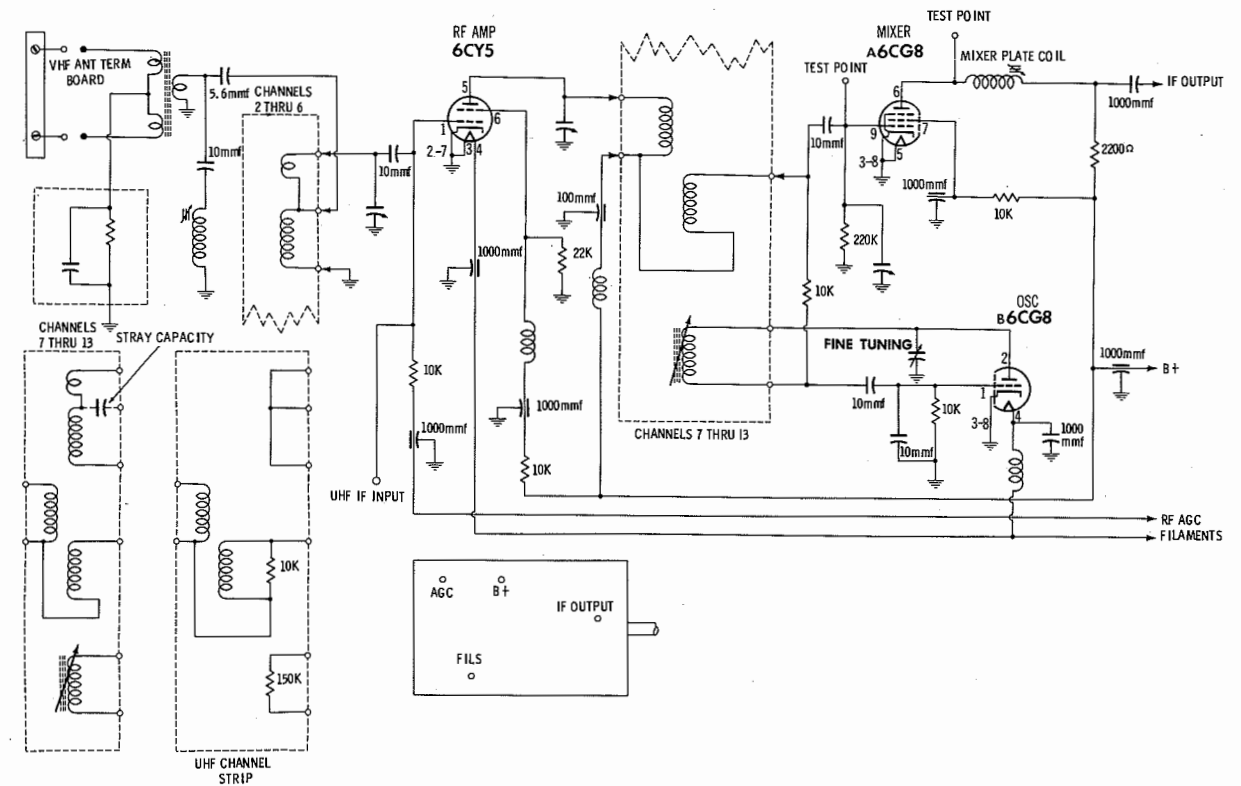 VHF ANT TERM
BOARD
5.6mmf
CHANNELS
2 THRU 6
10mmf
RF AMP
6CY5
5
1
6
2-7
3
4
10mmf
1000mmf
22K
10K
1000mmf
1000mmf
10K
UHF IF INPUT
100mmf
CHANNELS 7 THRU 13
TEST POINT
MIXER
A6CG8
TEST POINT
MIXER PLATE COIL
6
9
7
3-8
5
10mmf
1000mmf
IF OUTPUT
2200Ω
1000mmf
10K
220K
10K
OSC
B6CG8
FINE TUNING
2
1
3-8
4
10mmf
10K
10mmf
1000
mmf
1000mmf
B+
RF AGC
FILAMENTS
CHANNELS
7 THRU 13
STRAY CAPACITY
10K
150K
UHF CHANNEL
STRIP
AGC
B+
IF OUTPUT
FILS